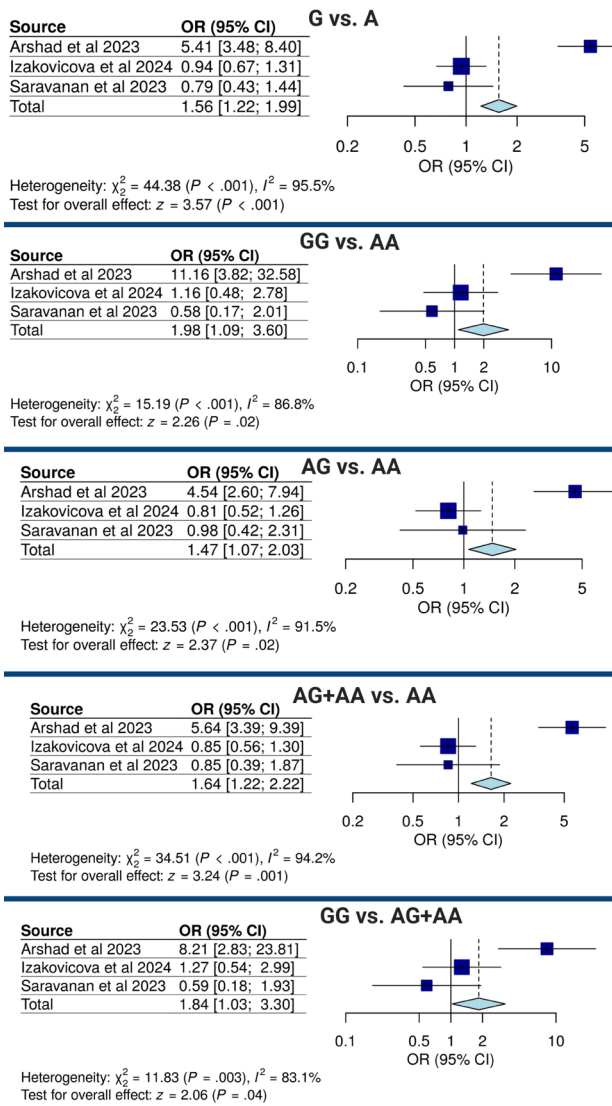 G vs. A
Source OR (95% CI)
Arshad et al 2023 5.41 [3.48; 8.40]
Izakovicova et al 2024 0.94 [0.67; 1.31]
Saravanan et al 2023 0.79 [0.43; 1.44]
Total 1.56 [1.22; 1.99]
0.2 0.5 1 2 5
OR (95% CI)
Heterogeneity: χ²₂ = 44.38 (P < .001), I² = 95.5%
Test for overall effect: z = 3.57 (P < .001)
GG vs. AA
Source OR (95% CI)
Arshad et al 2023 11.16 [3.82; 32.58]
Izakovicova et al 2024 1.16 [0.48; 2.78]
Saravanan et al 2023 0.58 [0.17; 2.01]
Total 1.98 [1.09; 3.60]
0.1 0.5 1 2 10
OR (95% CI)
Heterogeneity: χ²₂ = 15.19 (P < .001), I² = 86.8%
Test for overall effect: z = 2.26 (P = .02)
AG vs. AA
Source OR (95% CI)
Arshad et al 2023 4.54 [2.60; 7.94]
Izakovicova et al 2024 0.81 [0.52; 1.26]
Saravanan et al 2023 0.98 [0.42; 2.31]
Total 1.47 [1.07; 2.03]
0.2 0.5 1 2 5
OR (95% CI)
Heterogeneity: χ²₂ = 23.53 (P < .001), I² = 91.5%
Test for overall effect: z = 2.37 (P = .02)
AG+AA vs. AA
Source OR (95% CI)
Arshad et al 2023 5.64 [3.39; 9.39]
Izakovicova et al 2024 0.85 [0.56; 1.30]
Saravanan et al 2023 0.85 [0.39; 1.87]
Total 1.64 [1.22; 2.22]
0.2 0.5 1 2 5
OR (95% CI)
Heterogeneity: χ²₂ = 34.51 (P < .001), I² = 94.2%
Test for overall effect: z = 3.24 (P = .001)
GG vs. AG+AA
Source OR (95% CI)
Arshad et al 2023 8.21 [2.83; 23.81]
Izakovicova et al 2024 1.27 [0.54; 2.99]
Saravanan et al 2023 0.59 [0.18; 1.93]
Total 1.84 [1.03; 3.30]
0.1 0.5 1 2 10
OR (95% CI)
Heterogeneity: χ²₂ = 11.83 (P = .003), I² = 83.1%
Test for overall effect: z = 2.06 (P = .04)